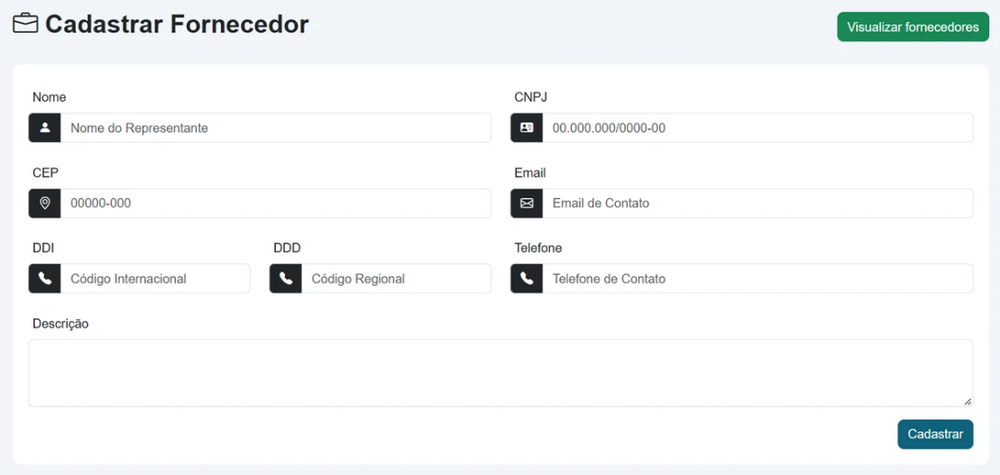 Cadastrar Fornecedor
Visualizar fornecedores
Nome
CNPJ
Nome do Representante
00.000.000/0000-00
CEP
Email
00000-000
Email de Contato
DDI
DDD
Telefone
Código Internacional
Código Regional
Telefone de Contato
Descrição
Cadastrar